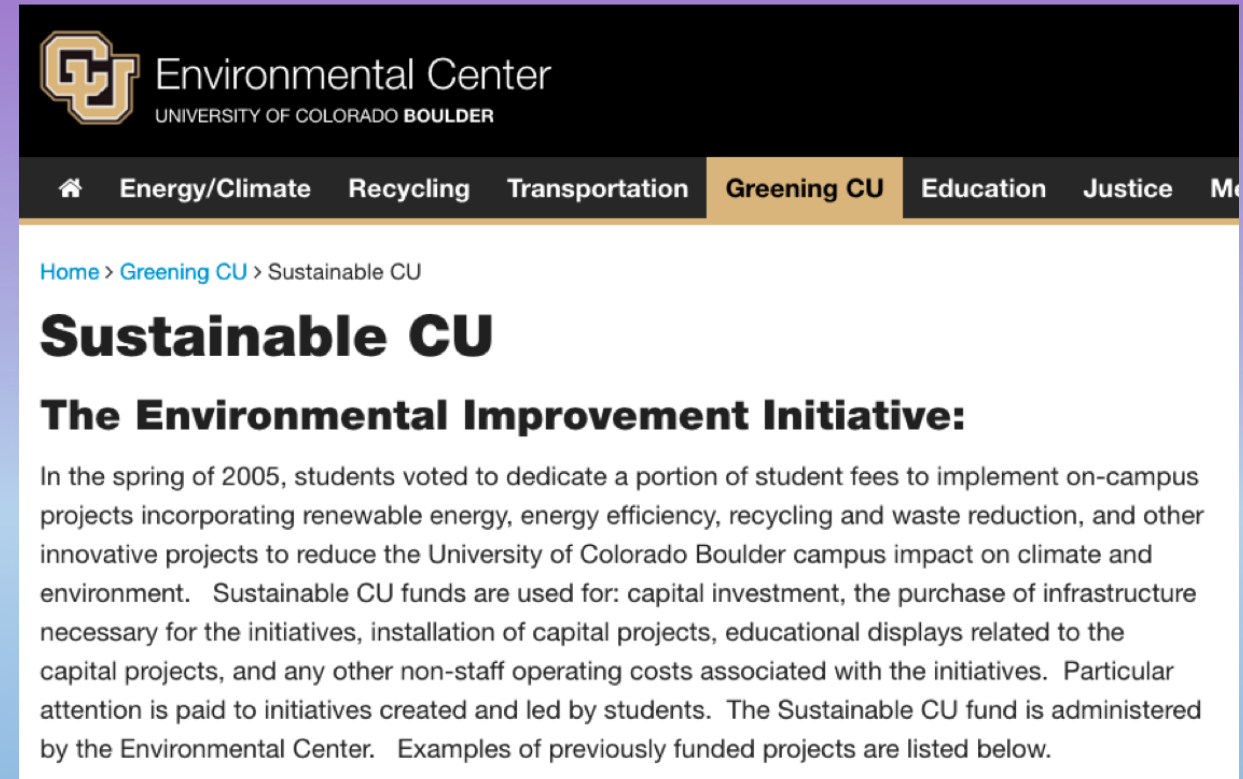 CU
Environmental Center
UNIVERSITY OF COLORADO BOULDER
Energy/Climate Recycling Transportation Greening CU Education Justice
Home > Greening CU > Sustainable CU
Sustainable CU
The Environmental Improvement Initiative:
In the spring of 2005, students voted to dedicate a portion of student fees to implement on-campus
projects incorporating renewable energy, energy efficiency, recycling and waste reduction, and other
innovative projects to reduce the University of Colorado Boulder campus impact on climate and
environment.   Sustainable CU funds are used for: capital investment, the purchase of infrastructure
necessary for the initiatives, installation of capital projects, educational displays related to the
capital projects, and any other non-staff operating costs associated with the initiatives.  Particular
attention is paid to initiatives created and led by students.  The Sustainable CU fund is administered
by the Environmental Center.   Examples of previously funded projects are listed below.